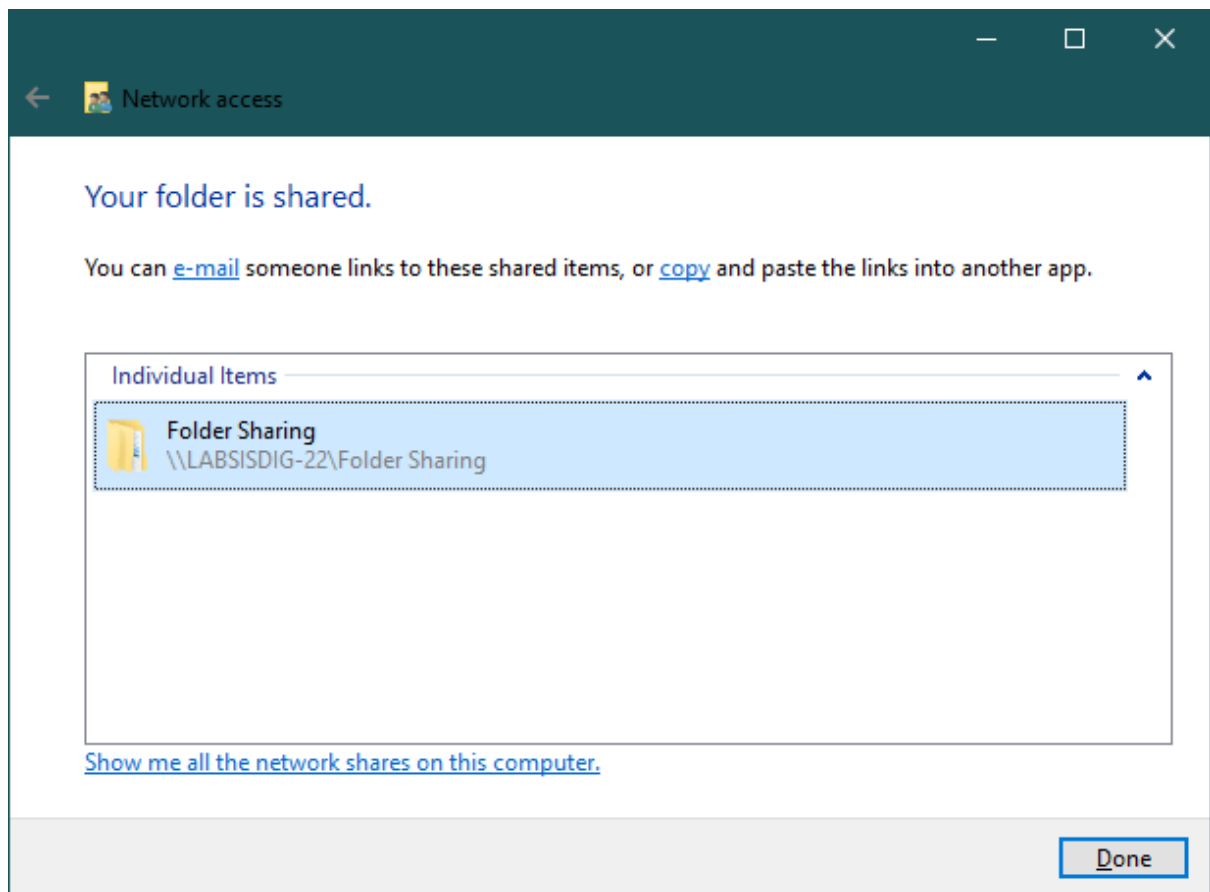 Network access
Your folder is shared.
You can e-mail someone links to these shared items, or copy and paste the links into another app.
Individual Items
Folder Sharing
\\LABSISDIG-22\Folder Sharing
Show me all the network shares on this computer.
Done